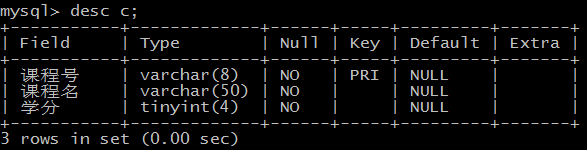 mysql> desc c;
+--------+-------------+------+-----+---------+-------+
| Field | Type | Null | Key | Default | Extra |
+--------+-------------+------+-----+---------+-------+
| 课程号 | varchar(8) | NO | PRI | NULL | |
| 课程名 | varchar(50) | NO | | NULL | |
| 学分 | tinyint(4) | NO | | NULL | |
+--------+-------------+------+-----+---------+-------+
3 rows in set (0.00 sec)